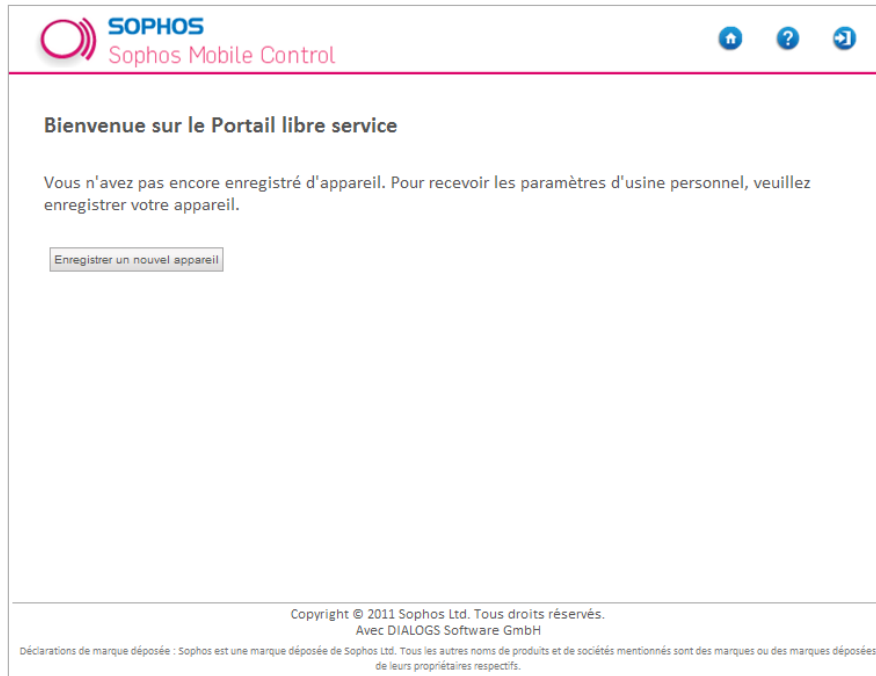 SOPHOS
Sophos Mobile Control
?
Bienvenue sur le Portail libre service
Vous n'avez pas encore enregistré d'appareil. Pour recevoir les paramètres d'usine personnel, veuillez
enregistrer votre appareil.
Enregistrer un nouvel appareil
Copyright © 2011 Sophos Ltd. Tous droits réservés.
Avec DIALOGS Software GmbH
Déclarations de marque déposée : Sophos est une marque déposée de Sophos Ltd. Tous les autres noms de produits et de sociétés mentionnés sont des marques ou des marques déposées
de leurs propriétaires respectifs.